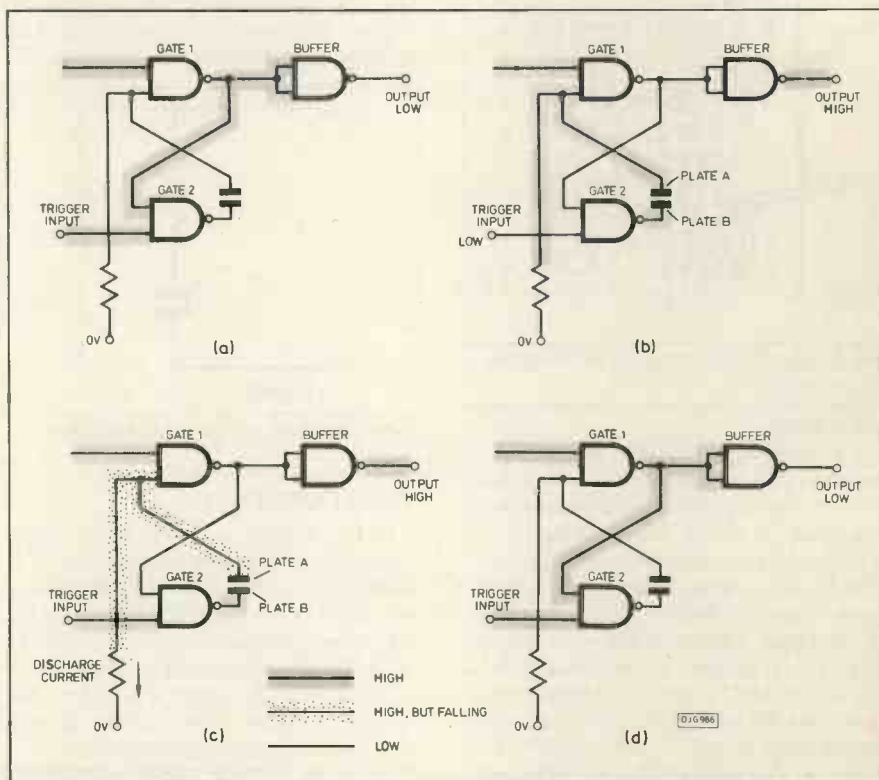 GATE 1
BUFFER
OUTPUT
LOW
GATE 2
TRIGGER
INPUT
0V
(a)
GATE 1
BUFFER
OUTPUT
HIGH
PLATE A
GATE 2
PLATE B
TRIGGER
INPUT
LOW
0V
(b)
GATE 1
BUFFER
OUTPUT
HIGH
PLATE A
GATE 2
PLATE B
TRIGGER
INPUT
DISCHARGE
CURRENT
0V
(c)
HIGH
HIGH, BUT FALLING
LOW
GATE 1
BUFFER
OUTPUT
LOW
GATE 2
TRIGGER
INPUT
0V
(d)
0JG986